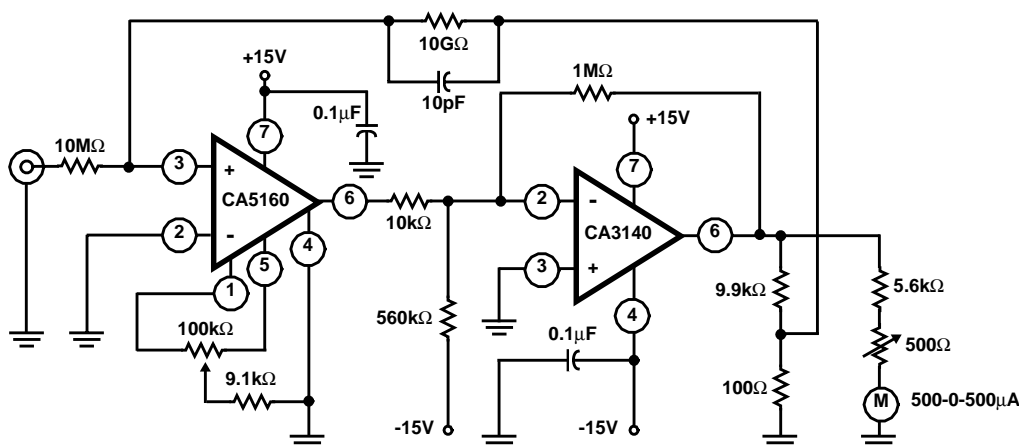 10GΩ
+15V
10pF
1MΩ
0.1µF
10MΩ
7
+15V
3
+
CA5160
6
7
2
-
10kΩ
2
-
CA3140
6
4
5
3
+
1
9.9kΩ
5.6kΩ
4
560kΩ
100kΩ
0.1µF
500Ω
9.1kΩ
100Ω
M
500-0-500µA
-15V
-15V